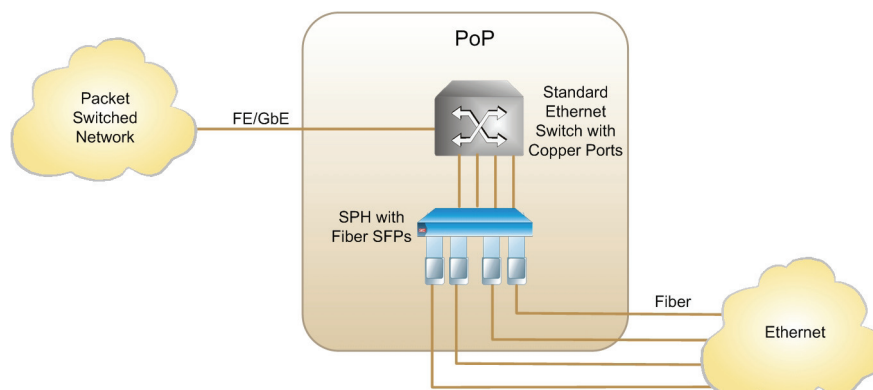 PoP
Packet
Switched
Network
FE/GbE
Standard
Ethernet
Switch with
Copper Ports
SPH with
Fiber SFPs
Fiber
Ethernet